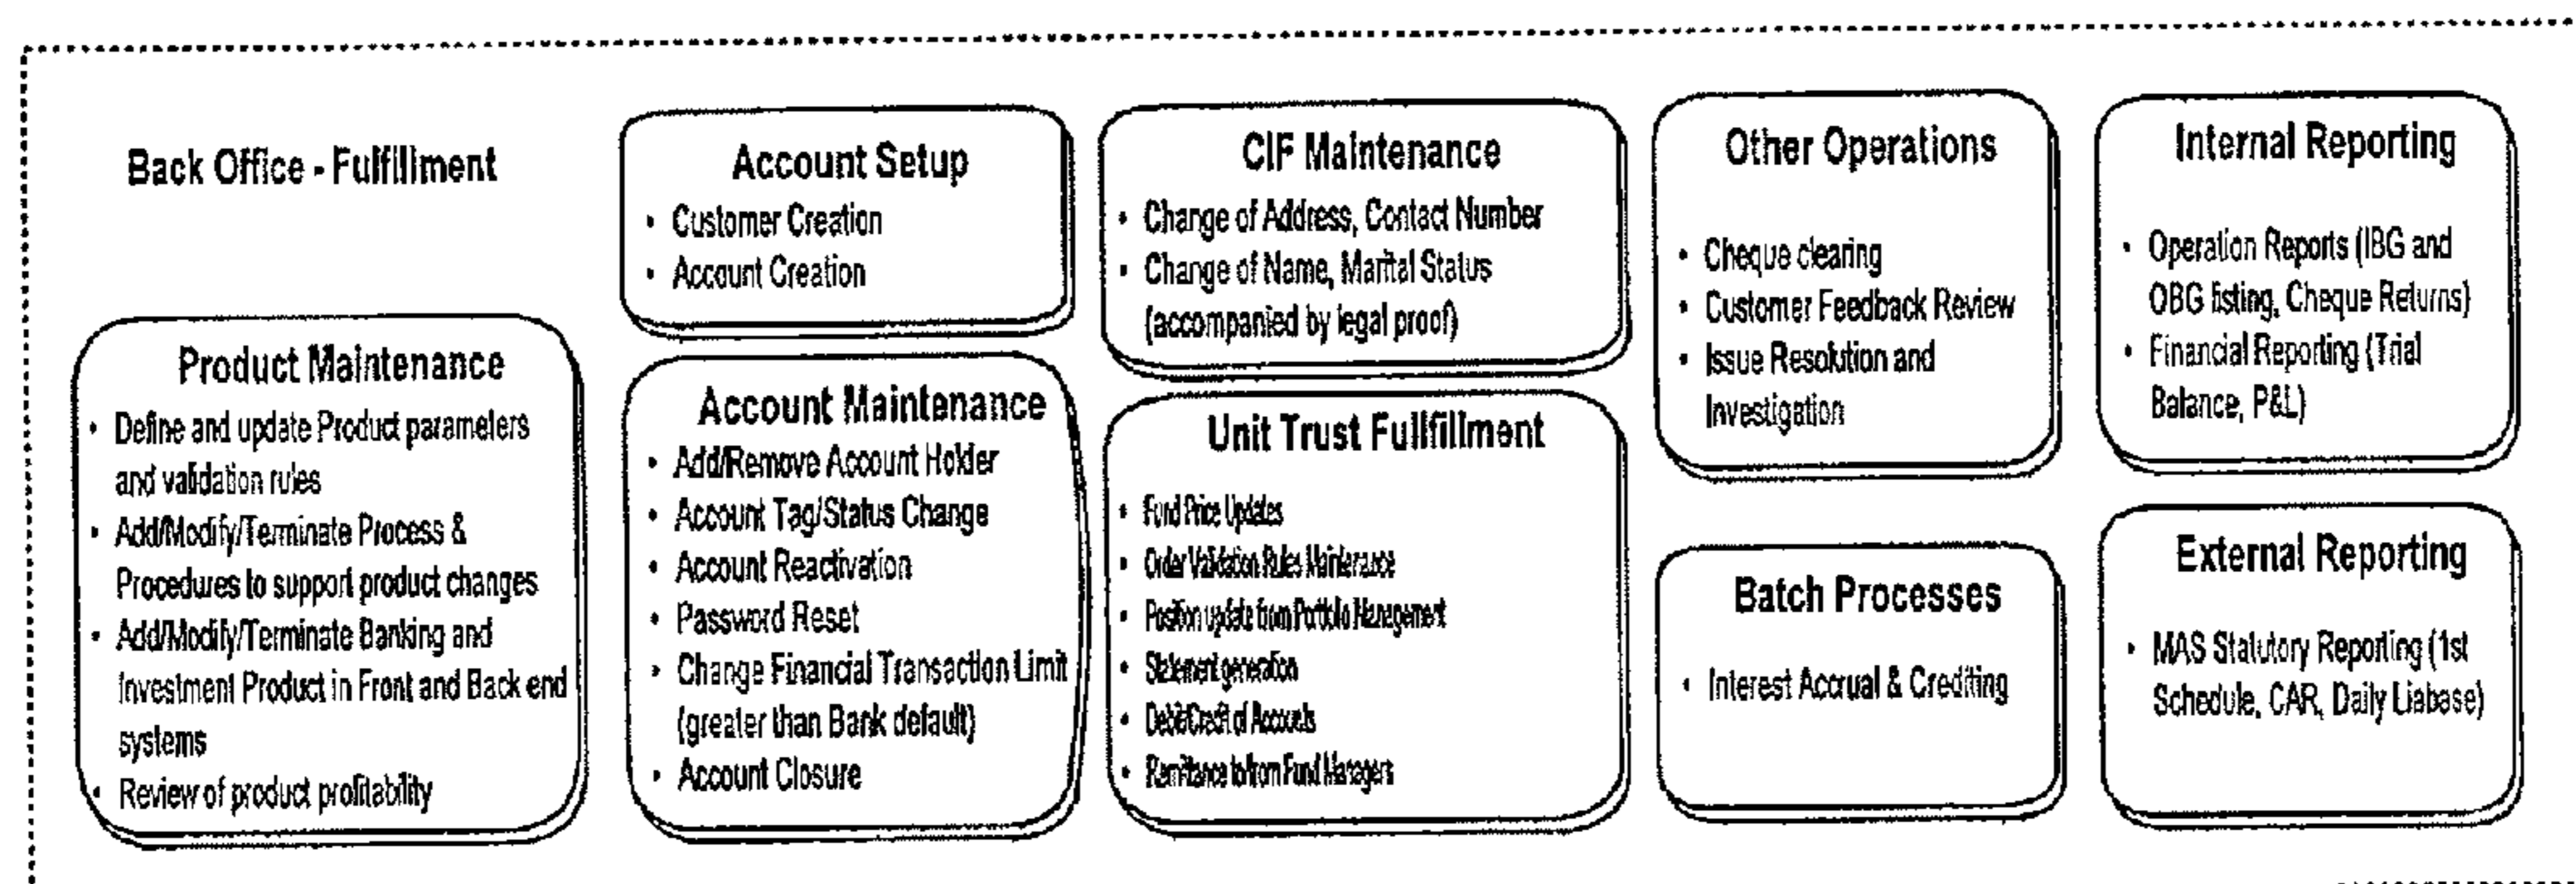 Back Office - Fulfillment
Product Maintenance
• Define and update Product parameters
and validation rules
• Add/Modify/Terminate Process &
Procedures to support product changes
• Add/Modify/Terminate Banking and
Investment Product in Front and Back end
systems
• Review of product profitability
Account Setup
• Customer Creation
• Account Creation
Account Maintenance
• Add/Remove Account Holder
• Account Tag/Status Change
• Account Reactivation
• Password Reset
• Change Financial Transaction Limit
(greater than Bank default)
• Account Closure
CIF Maintenance
• Change of Address, Contact Number
• Change of Name, Marital Status
(accompanied by legal proof)
Unit Trust Fullfillment
• Fund Price Updates
• Order Validation Rules Maintenance
• Position update from Portfolio Management
• Statement generation
• Debit/Credit of Accounts
• Remittance to/from Fund Managers
Other Operations
• Cheque clearing
• Customer Feedback Review
• Issue Resolution and
Investigation
Batch Processes
• Interest Accrual & Crediting
Internal Reporting
• Operation Reports (IBG and
OBG listing, Cheque Returns)
• Financial Reporting (Trial
Balance, P&L)
External Reporting
• MAS Statutory Reporting (1st
Schedule, CAR, Daily Liabase)